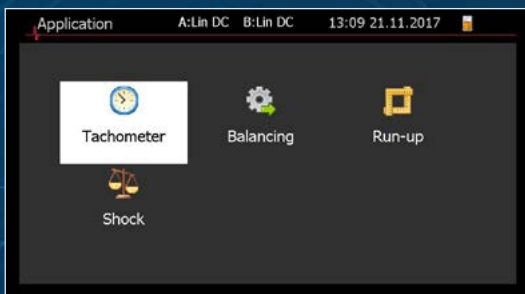 Application A:Lin DC B:Lin DC 13:09 21.11.2017
Tachometer Balancing Run-up
Shock